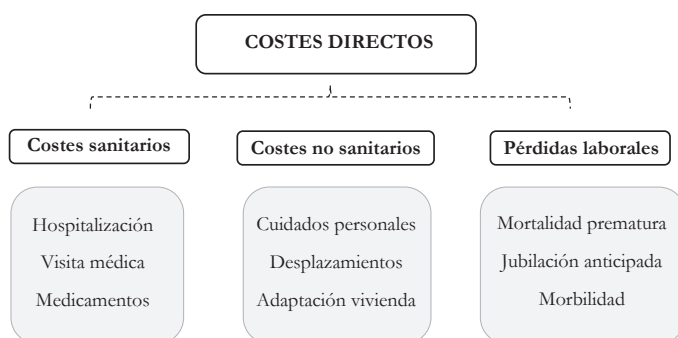 COSTES DIRECTOS
Costes sanitarios
Hospitalización
Visita médica
Medicamentos
Costes no sanitarios
Cuidados personales
Desplazamientos
Adaptación vivienda
Pérdidas laborales
Mortalidad prematura
Jubilación anticipada
Morbilidad